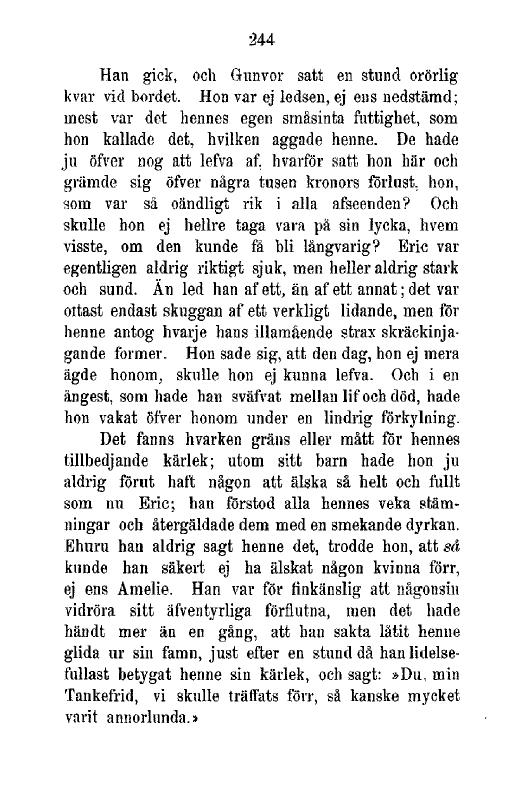 244
Han gick, och Gunvor satt en stund orörlig
kvar vid bordet. Hon var ej ledsen, ej ens nedstämd;
mest var det hennes egen småsinta futtighet, som
hon kallade det, hvilken aggade henne. De hade
ju öfver nog att lefva af, hvarför satt hon här och
grämde sig öfver några tusen kronors förlust, hon,
som var så oändligt rik i alla afseenden? Och
skulle hon ej hellre taga vara på sin lycka, hvem
visste, om den kunde få bli långvarig? Eric var
egentligen aldrig riktigt sjuk, men heller aldrig stark
och sund. Än led han af ett, än af ett annat; det var
oftast endast skuggan af ett verkligt lidande, men för
henne antog hvarje hans illamående strax skräckinja-
gande former. Hon sade sig, att den dag, hon ej mera
ägde honom, skulle hon ej kunna lefva. Och i en
ångest, som hade han sväfvat mellan lif och död, hade
hon vakat öfver honom under en lindrig förkylning.
Det fanns hvarken gräns eller mått för hennes
tillbedjande kärlek; utom sitt barn hade hon ju
aldrig förut haft någon att älska så helt och fullt
som nu Eric; han förstod alla hennes veka stäm-
ningar och återgäldade dem med en smekande dyrkan.
Ehuru han aldrig sagt henne det, trodde hon, att så
kunde han säkert ej ha älskat någon kvinna förr,
ej ens Amelie. Han var för finkänslig att någonsin
vidröra sitt äfventyrliga förflutna, men det hade
händt mer än en gång, att han sakta låtit henne
glida ur sin famn, just efter en stund då han lidelse-
fullast betygat henne sin kärlek, och sagt: »Du, min
Tankefrid, vi skulle träffats förr, så kanske mycket
varit annorlunda.»